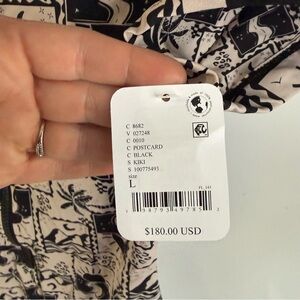 C 8682
V 027248
C 0010
C POSTCARD
C BLACK
S KIKI
S 100775493
size
L
$180.00 USD